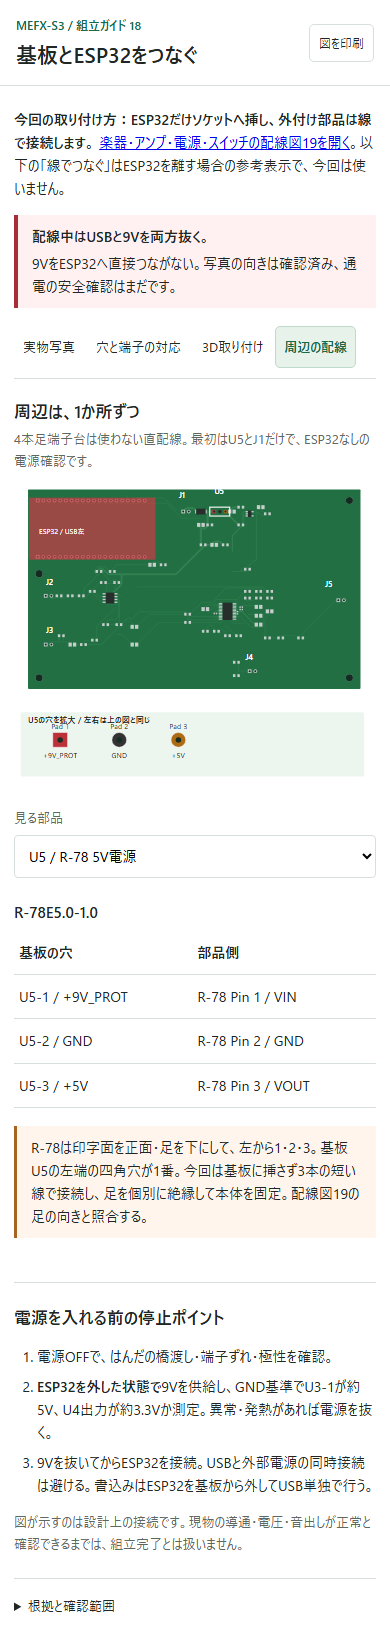 MEFX-S3 / 組立ガイド 18
基板とESP32をつなぐ
図を印刷
今回の取り付け方：ESP32だけソケットへ挿し、外付け部品は線
で接続します。 楽器・アンプ・電源・スイッチの配線図19を開く。以
下の「線でつなぐ」はESP32を離す場合の参考表示で、今回は使
いません。
配線中はUSBと9Vを両方抜く。
9VをESP32へ直接つながない。写真の向きは確認済み、通
電の安全確認はまだです。
実物写真
穴と端子の対応
3D取り付け
周辺の配線
周辺は、1か所ずつ
4本足端子台は使わない直配線。最初はU5とJ1だけで、ESP32なしの
電源確認です。
J1
U5
ESP32 / USB左
J2
J5
J3
J4
U5の穴を拡大 / 左右は上の図と同じ
Pad 1
Pad 2
Pad 3
+9V_PROT
GND
+5V
見る部品
U5 / R-78 5V電源
R-78E5.0-1.0
基板の穴 部品側
U5-1 / +9V_PROT R-78 Pin 1 / VIN
U5-2 / GND R-78 Pin 2 / GND
U5-3 / +5V R-78 Pin 3 / VOUT
R-78は印字面を正面・足を下にして、左から1・2・3。基板
U5の左端の四角穴が1番。今回は基板に挿さず3本の短い
線で接続し、足を個別に絶縁して本体を固定。配線図19の
足の向きと照合する。
電源を入れる前の停止ポイント
1. 電源OFFで、はんだの橋渡し・端子ずれ・極性を確認。
2. ESP32を外した状態で9Vを供給し、GND基準でU3-1が約
5V、U4出力が約3.3Vか測定。異常・発熱があれば電源を抜
く。
3. 9Vを抜いてからESP32を接続。USBと外部電源の同時接続
は避ける。書込みはESP32を基板から外してUSB単独で行う。
図が示すのは設計上の接続です。現物の導通・電圧・音出しが正常と
確認できるまでは、組立完了とは扱いません。
▶ 根拠と確認範囲